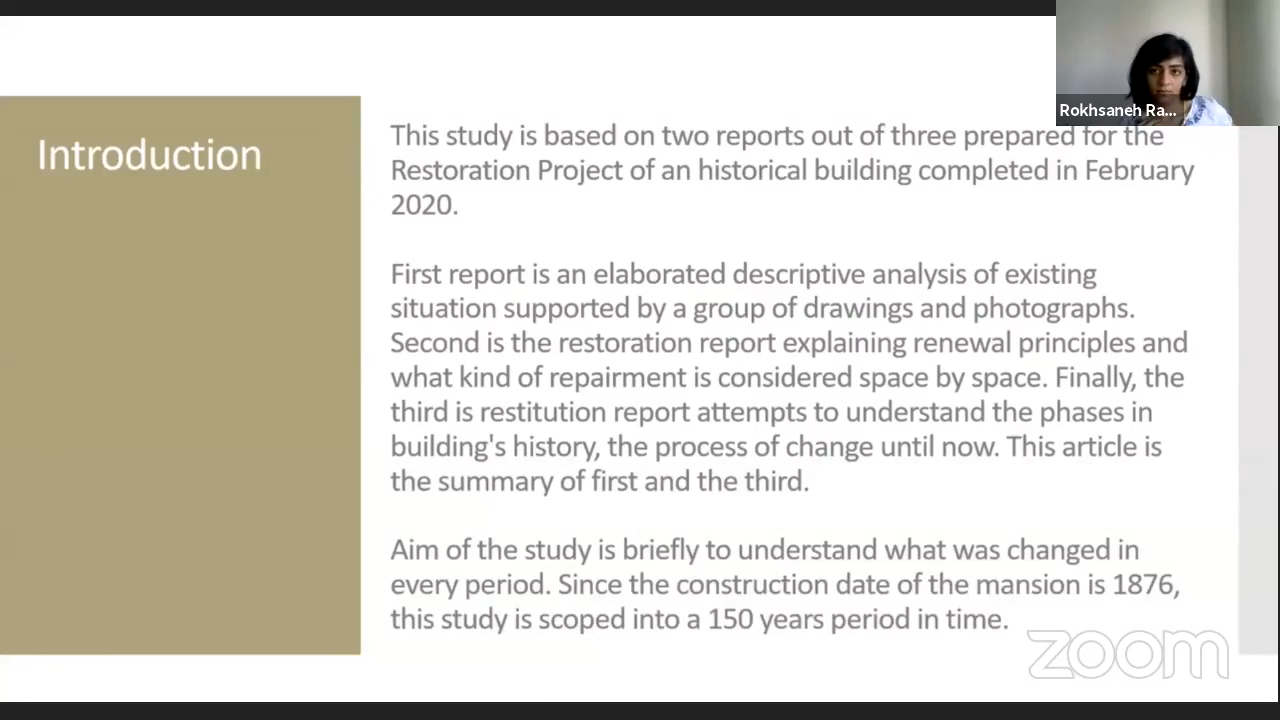 Rokhsaneh Ra...
Introduction
This study is based on two reports out of three prepared for the
Restoration Project of an historical building completed in February
2020.
First report is an elaborated descriptive analysis of existing
situation supported by a group of drawings and photographs.
Second is the restoration report explaining renewal principles and
what kind of repairment is considered space by space. Finally, the
third is restitution report attempts to understand the phases in
building's history, the process of change until now. This article is
the summary of first and the third.
Aim of the study is briefly to understand what was changed in
every period. Since the construction date of the mansion is 1876,
this study is scoped into a 150 years period in time.
zoom